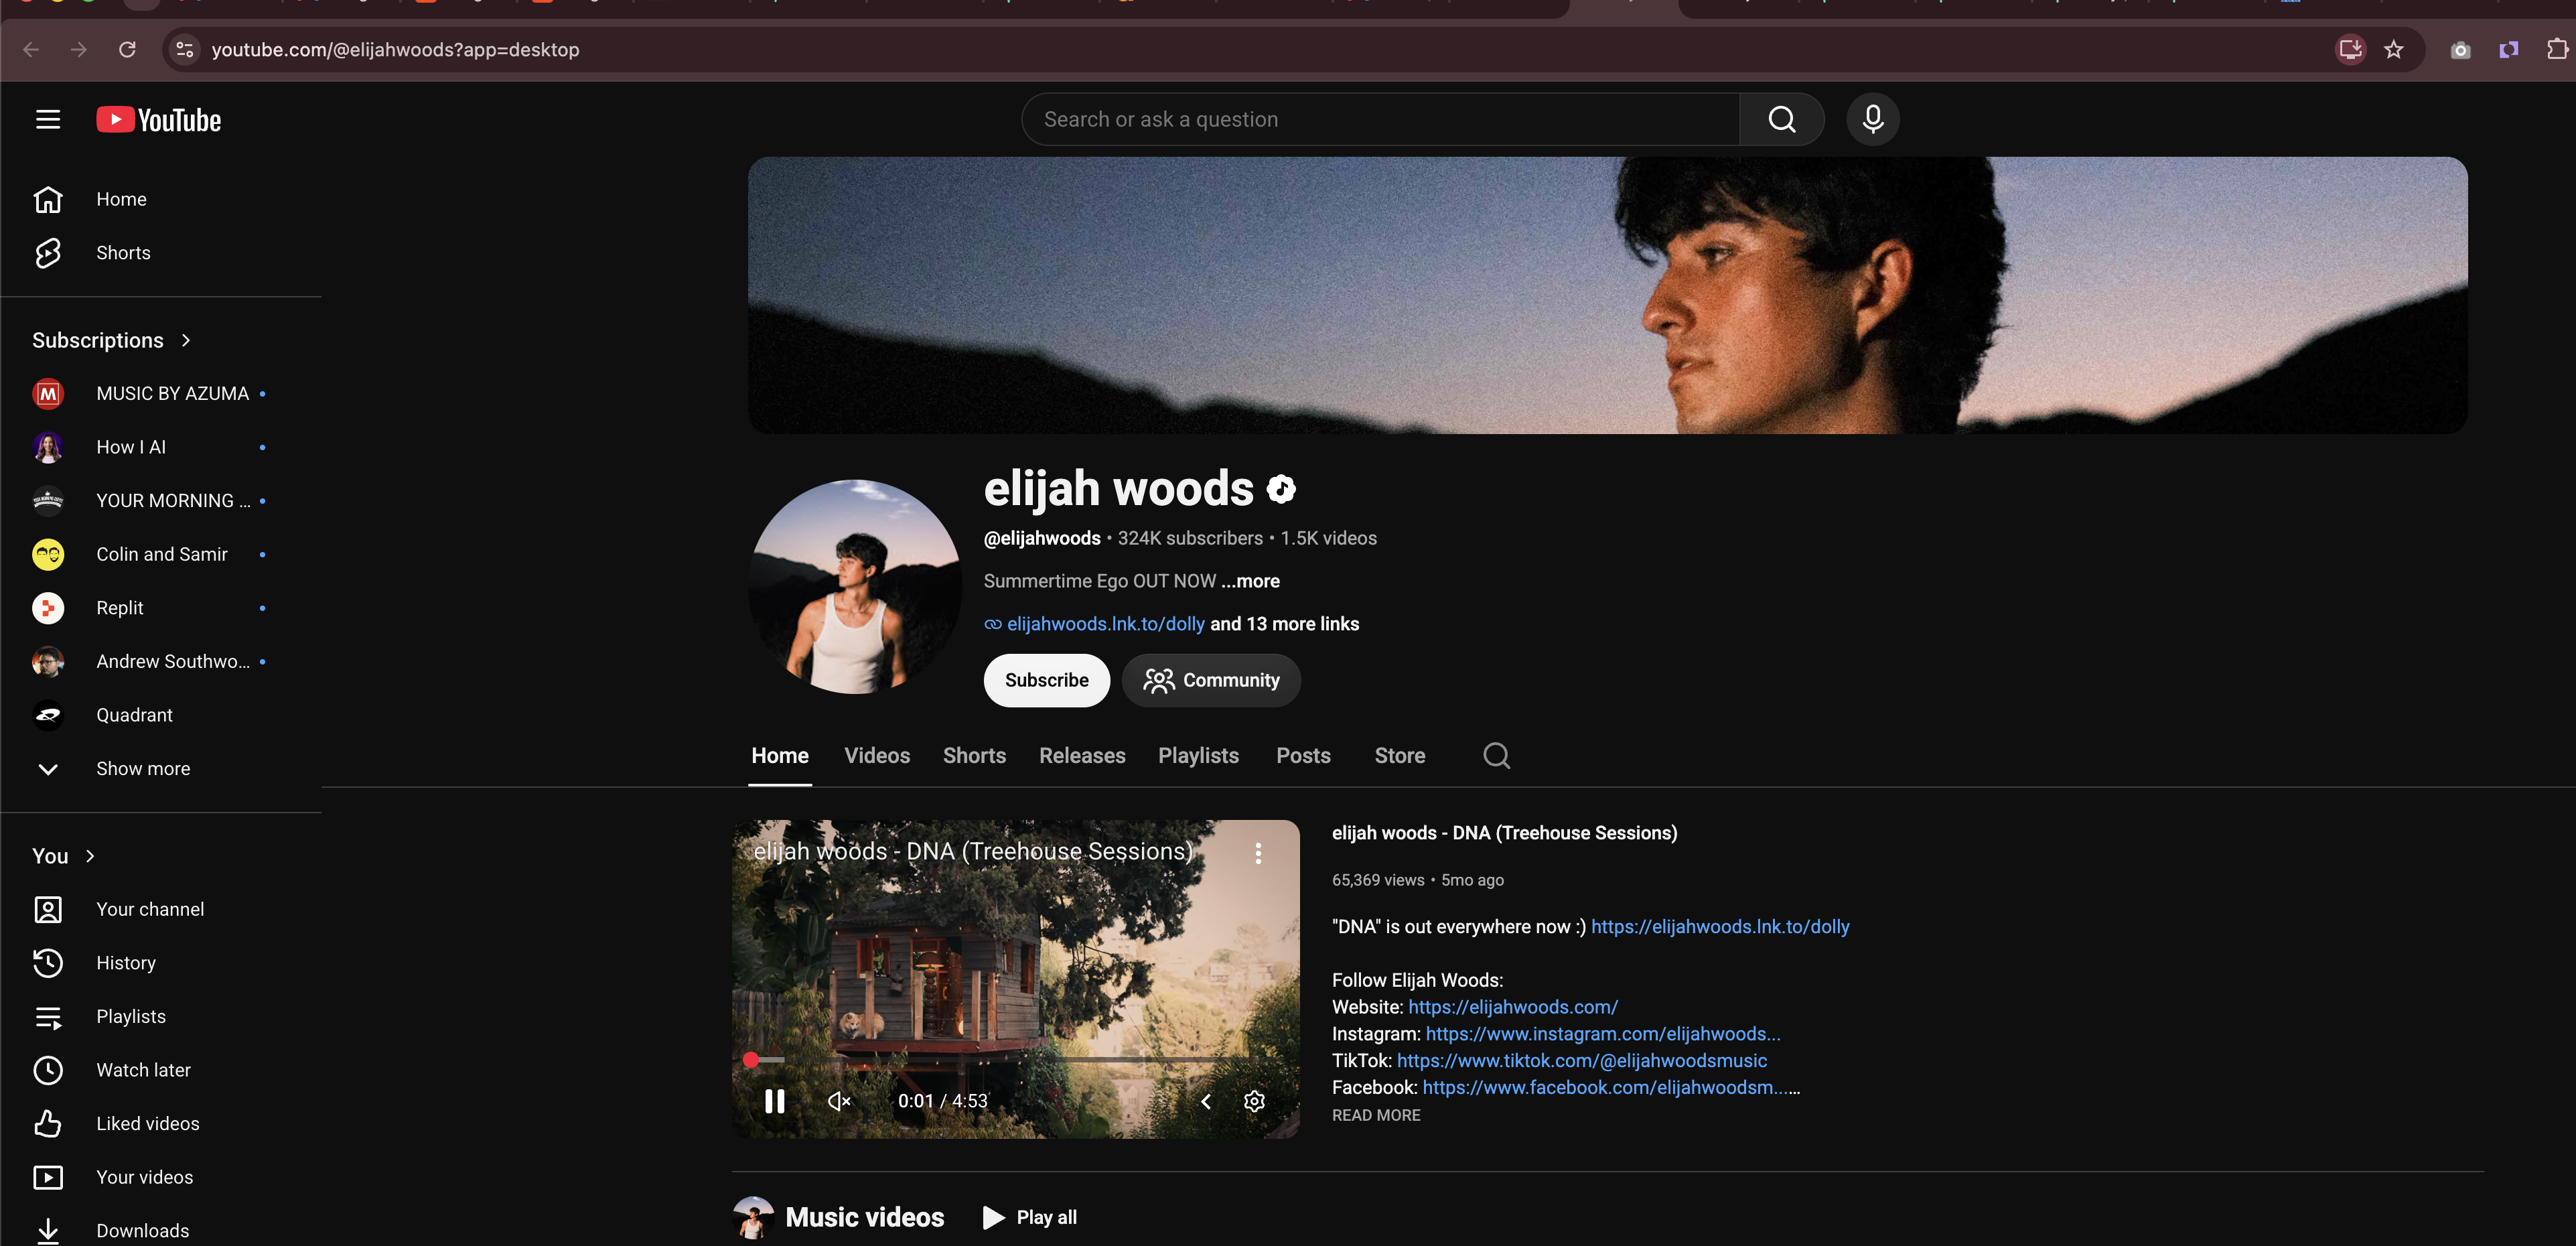 youtube.com/@elijahwoods?app=desktop
YouTube
Search or ask a question
Home
Shorts
Subscriptions
MUSIC BY AZUMA
How I AI
YOUR MORNING ...
Colin and Samir
Replit
Andrew Southwo...
Quadrant
Show more
You
Your channel
History
Playlists
Watch later
Liked videos
Your videos
Downloads
elijah woods
@elijahwoods • 324K subscribers • 1.5K videos
Summertime Ego OUT NOW ...more
elijahwoods.lnk.to/dolly and 13 more links
Subscribe
Community
Home Videos Shorts Releases Playlists Posts Store
elijah woods - DNA (Treehouse Sessions)
0:01 / 4:53
elijah woods - DNA (Treehouse Sessions)
65,369 views • 5mo ago
"DNA" is out everywhere now :) https://elijahwoods.lnk.to/dolly
Follow Elijah Woods:
Website: https://elijahwoods.com/
Instagram: https://www.instagram.com/elijahwoods...
TikTok: https://www.tiktok.com/@elijahwoodsmusic
Facebook: https://www.facebook.com/elijahwoodsm......
READ MORE
Music videos
Play all